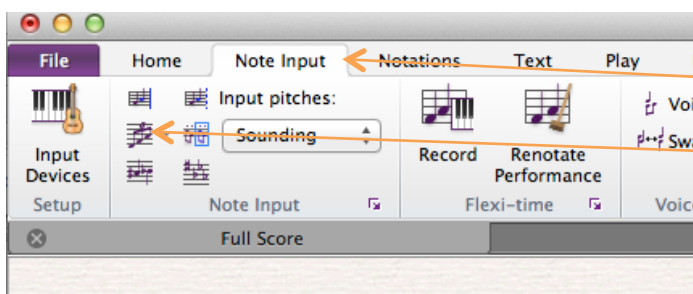 File Home Note Input Notations Text Play
Input pitches:
Sounding
Input
Devices
Record
Renotate
Performance
Setup Note Input Flexi-time
Full Score